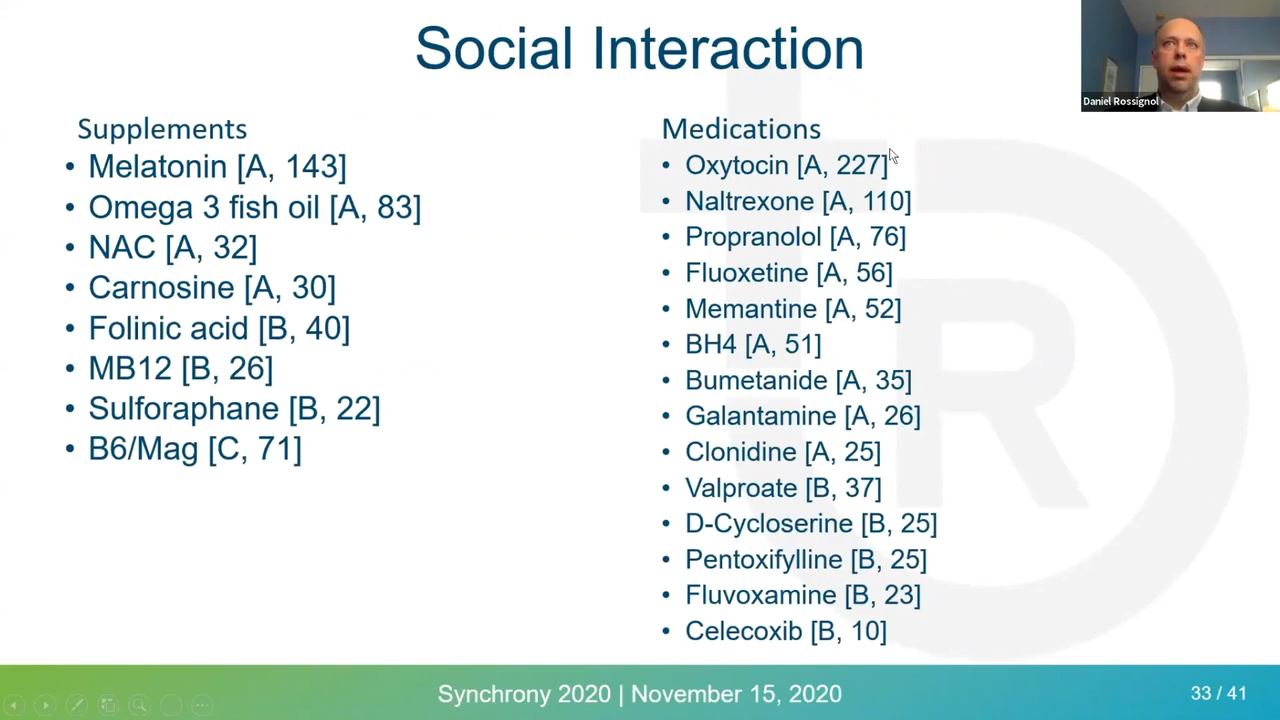 Social Interaction
Daniel Rossignol
Supplements
• Melatonin [A, 143]
• Omega 3 fish oil [A, 83]
• NAC [A, 32]
• Carnosine [A, 30]
• Folinic acid [B, 40]
• MB12 [B, 26]
• Sulforaphane [B, 22]
• B6/Mag [C, 71]
Medications
• Oxytocin [A, 227]
• Naltrexone [A, 110]
• Propranolol [A, 76]
• Fluoxetine [A, 56]
• Memantine [A, 52]
• BH4 [A, 51]
• Bumetanide [A, 35]
• Galantamine [A, 26]
• Clonidine [A, 25]
• Valproate [B, 37]
• D-Cycloserine [B, 25]
• Pentoxifylline [B, 25]
• Fluvoxamine [B, 23]
• Celecoxib [B, 10]
R
Synchrony 2020 | November 15, 2020
33 / 41